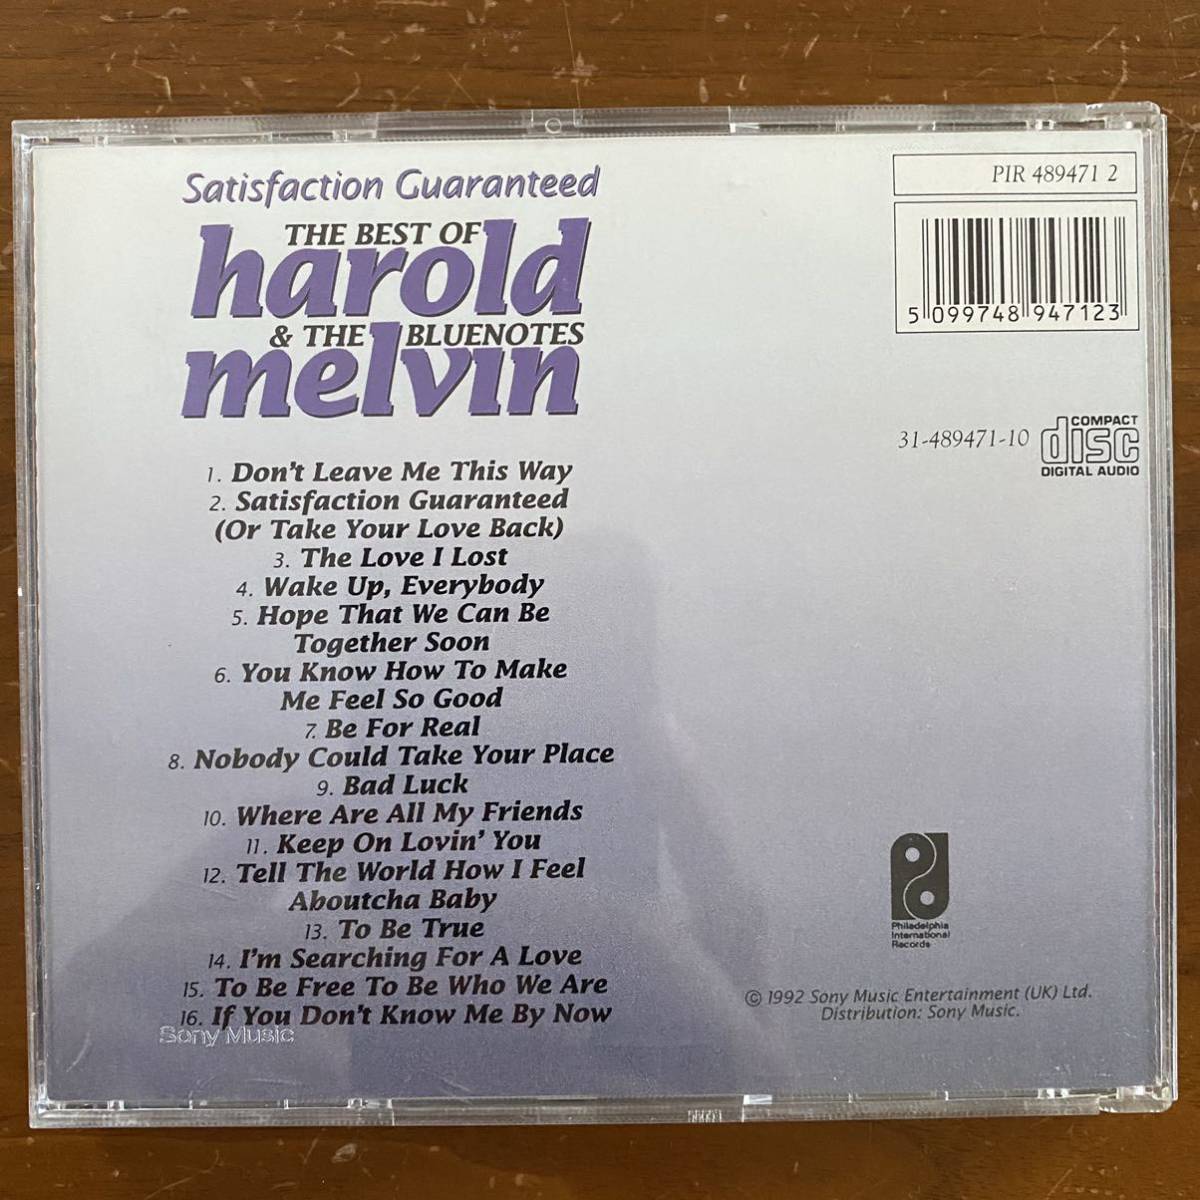 Satisfaction Guaranteed
THE BEST OF
harold
& THE BLUENOTES
melvin
1. Don't Leave Me This Way
2. Satisfaction Guaranteed
(Or Take Your Love Back)
3. The Love I Lost
4. Wake Up, Everybody
5. Hope That We Can Be
Together Soon
6. You Know How To Make
Me Feel So Good
7. Be For Real
8. Nobody Could Take Your Place
9. Bad Luck
10. Where Are All My Friends
11. Keep On Lovin' You
12. Tell The World How I Feel
Aboutcha Baby
13. To Be True
14. I'm Searching For A Love
15. To Be Free To Be Who We Are
16. If You Don't Know Me By Now
Sony Music
PIR 489471 2
5 099748 947123
31-489471-10
COMPACT
disc
DIGITAL AUDIO
Philadelphia
International
Records
© 1992 Sony Music Entertainment (UK) Ltd.
Distribution: Sony Music.